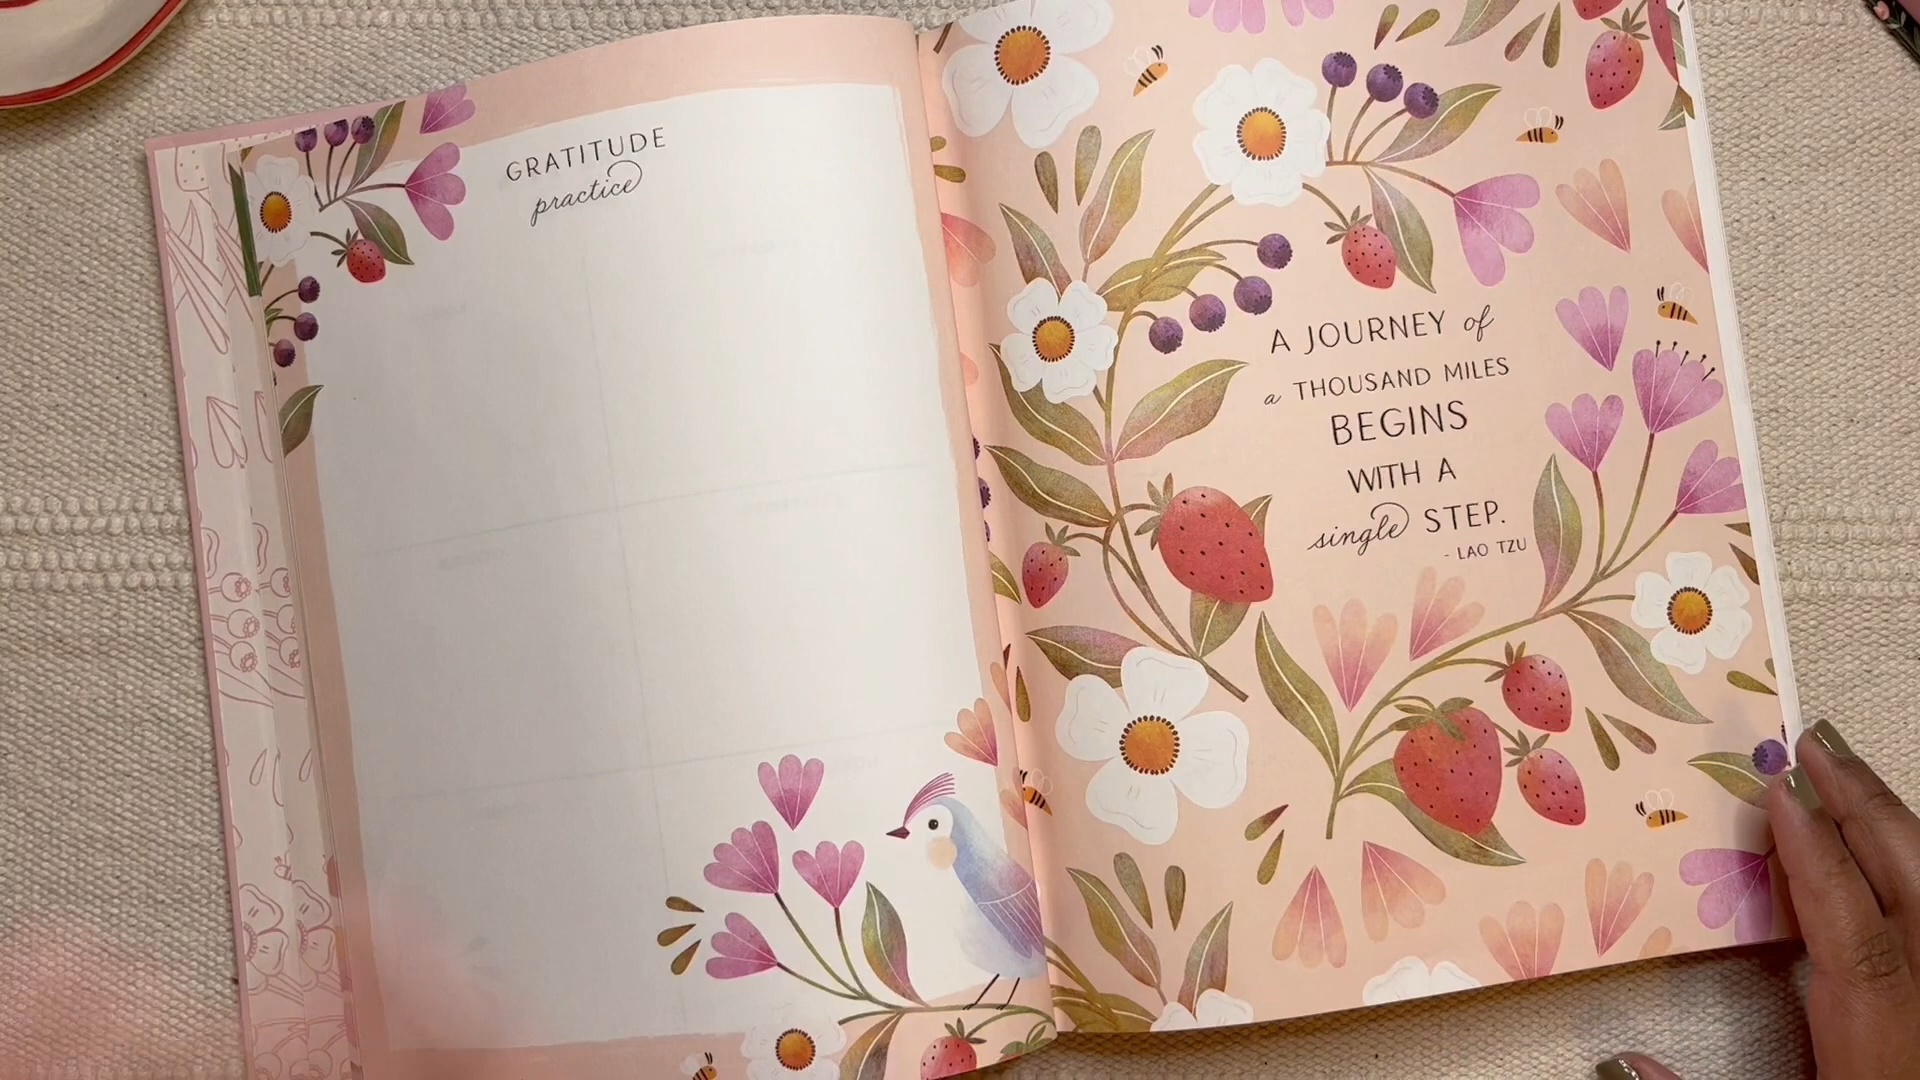 GRATITUDE
practice
A JOURNEY of
a THOUSAND MILES
BEGINS
WITH A
single STEP.
- LAO TZU